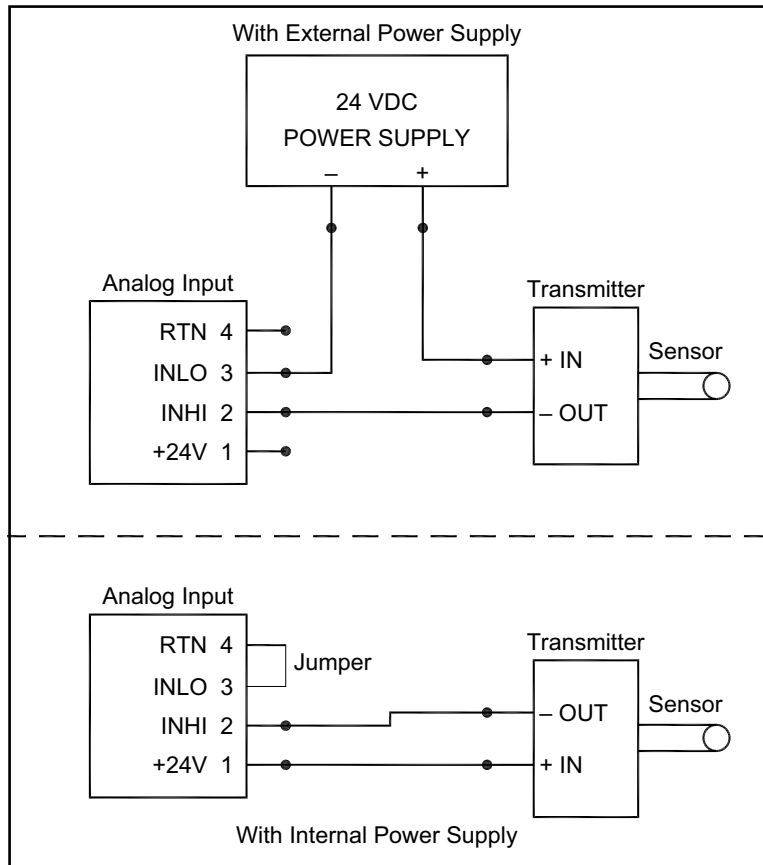 With External Power Supply
24 VDC
POWER SUPPLY
– +
Analog Input
RTN 4
INLO 3
INHI 2
+24V 1
Transmitter
+ IN
– OUT
Sensor
Analog Input
RTN 4
INLO 3
INHI 2
+24V 1
Jumper
Transmitter
– OUT
+ IN
Sensor
With Internal Power Supply